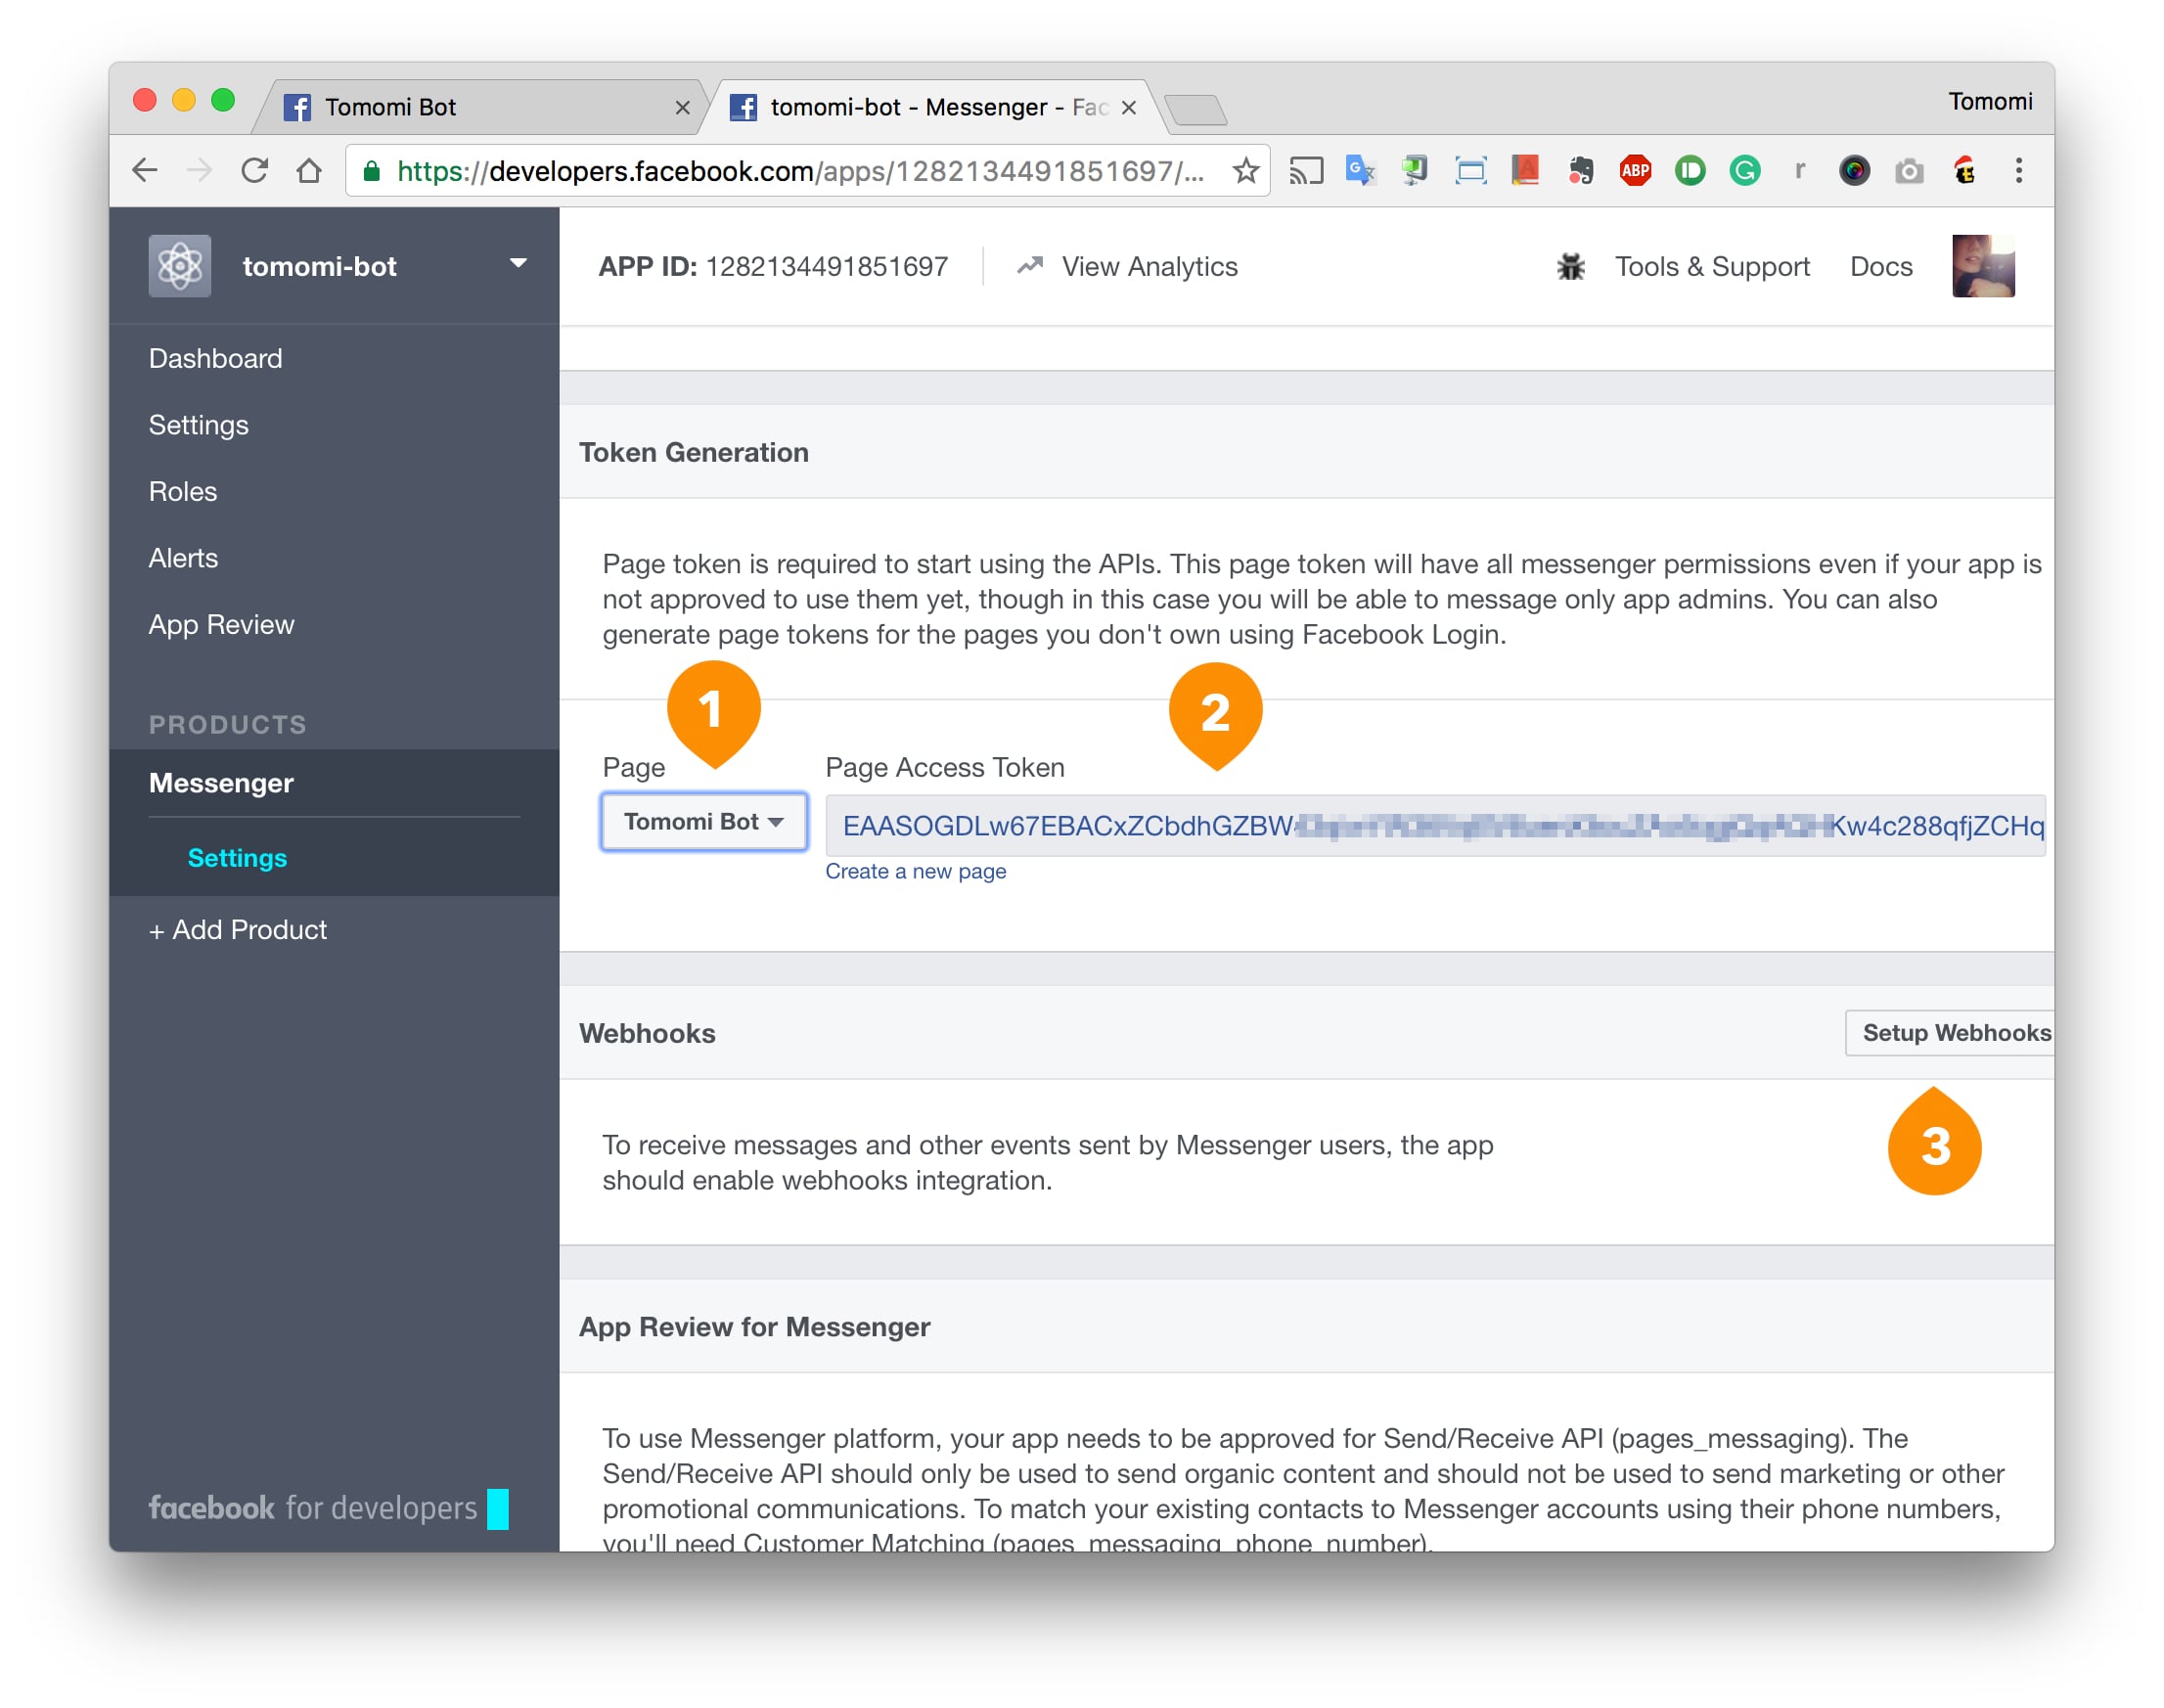 Tomomi Bot
tomomi-bot - Messenger - Fac
Tomomi
https://developers.facebook.com/apps/1282134491851697/...
ABP
G
r
tomomi-bot
APP ID: 1282134491851697
View Analytics
Tools & Support
Docs
Dashboard
Settings
Roles
Alerts
App Review
PRODUCTS
Messenger
Settings
+ Add Product
facebook for developers
Token Generation
Page token is required to start using the APIs. This page token will have all messenger permissions even if your app is
not approved to use them yet, though in this case you will be able to message only app admins. You can also
generate page tokens for the pages you don't own using Facebook Login.
1
2
Page
Page Access Token
Tomomi Bot
EAASOGDLw67EBACxZCbdhGZBW
Kw4c288qfjZCHq
Create a new page
Webhooks
Setup Webhooks
3
To receive messages and other events sent by Messenger users, the app
should enable webhooks integration.
App Review for Messenger
To use Messenger platform, your app needs to be approved for Send/Receive API (pages_messaging). The
Send/Receive API should only be used to send organic content and should not be used to send marketing or other
promotional communications. To match your existing contacts to Messenger accounts using their phone numbers,
you'll need Customer Matching (pages_messaging_phone_number).